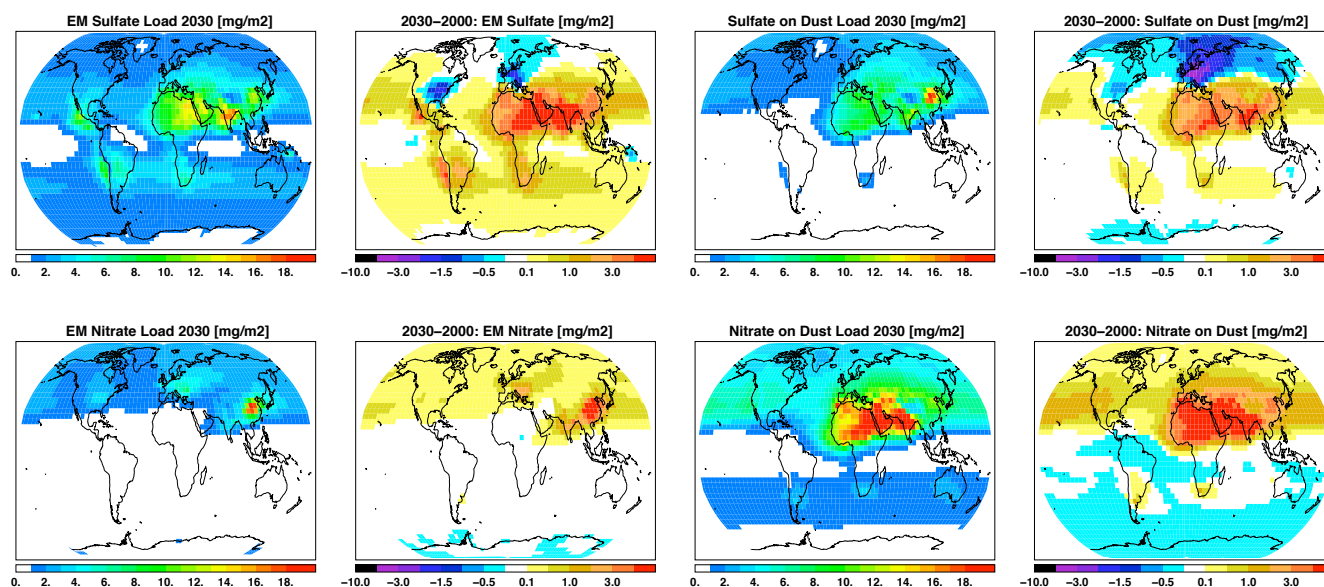 EM Sulfate Load 2030 [mg/m2]
2030–2000: EM Sulfate [mg/m2]
Sulfate on Dust Load 2030 [mg/m2]
2030–2000: Sulfate on Dust [mg/m2]
0. 2. 4. 6. 8. 10. 12. 14. 16. 18.
−10.0 −3.0 −1.5 −0.5 0.1 1.0 3.0
0. 2. 4. 6. 8. 10. 12. 14. 16. 18.
−10.0 −3.0 −1.5 −0.5 0.1 1.0 3.0
EM Nitrate Load 2030 [mg/m2]
2030–2000: EM Nitrate [mg/m2]
Nitrate on Dust Load 2030 [mg/m2]
2030–2000: Nitrate on Dust [mg/m2]
0. 2. 4. 6. 8. 10. 12. 14. 16. 18.
−10.0 −3.0 −1.5 −0.5 0.1 1.0 3.0
0. 2. 4. 6. 8. 10. 12. 14. 16. 18.
−10.0 −3.0 −1.5 −0.5 0.1 1.0 3.0